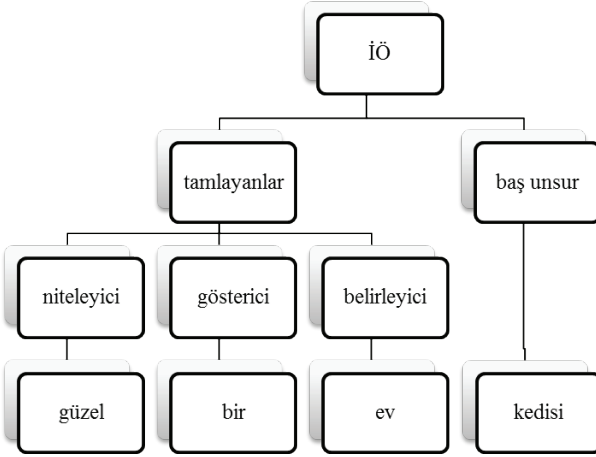 İÖ
tamlayanlar
baş unsur
niteleyici
gösterici
belirleyici
güzel
bir
ev
kedisi